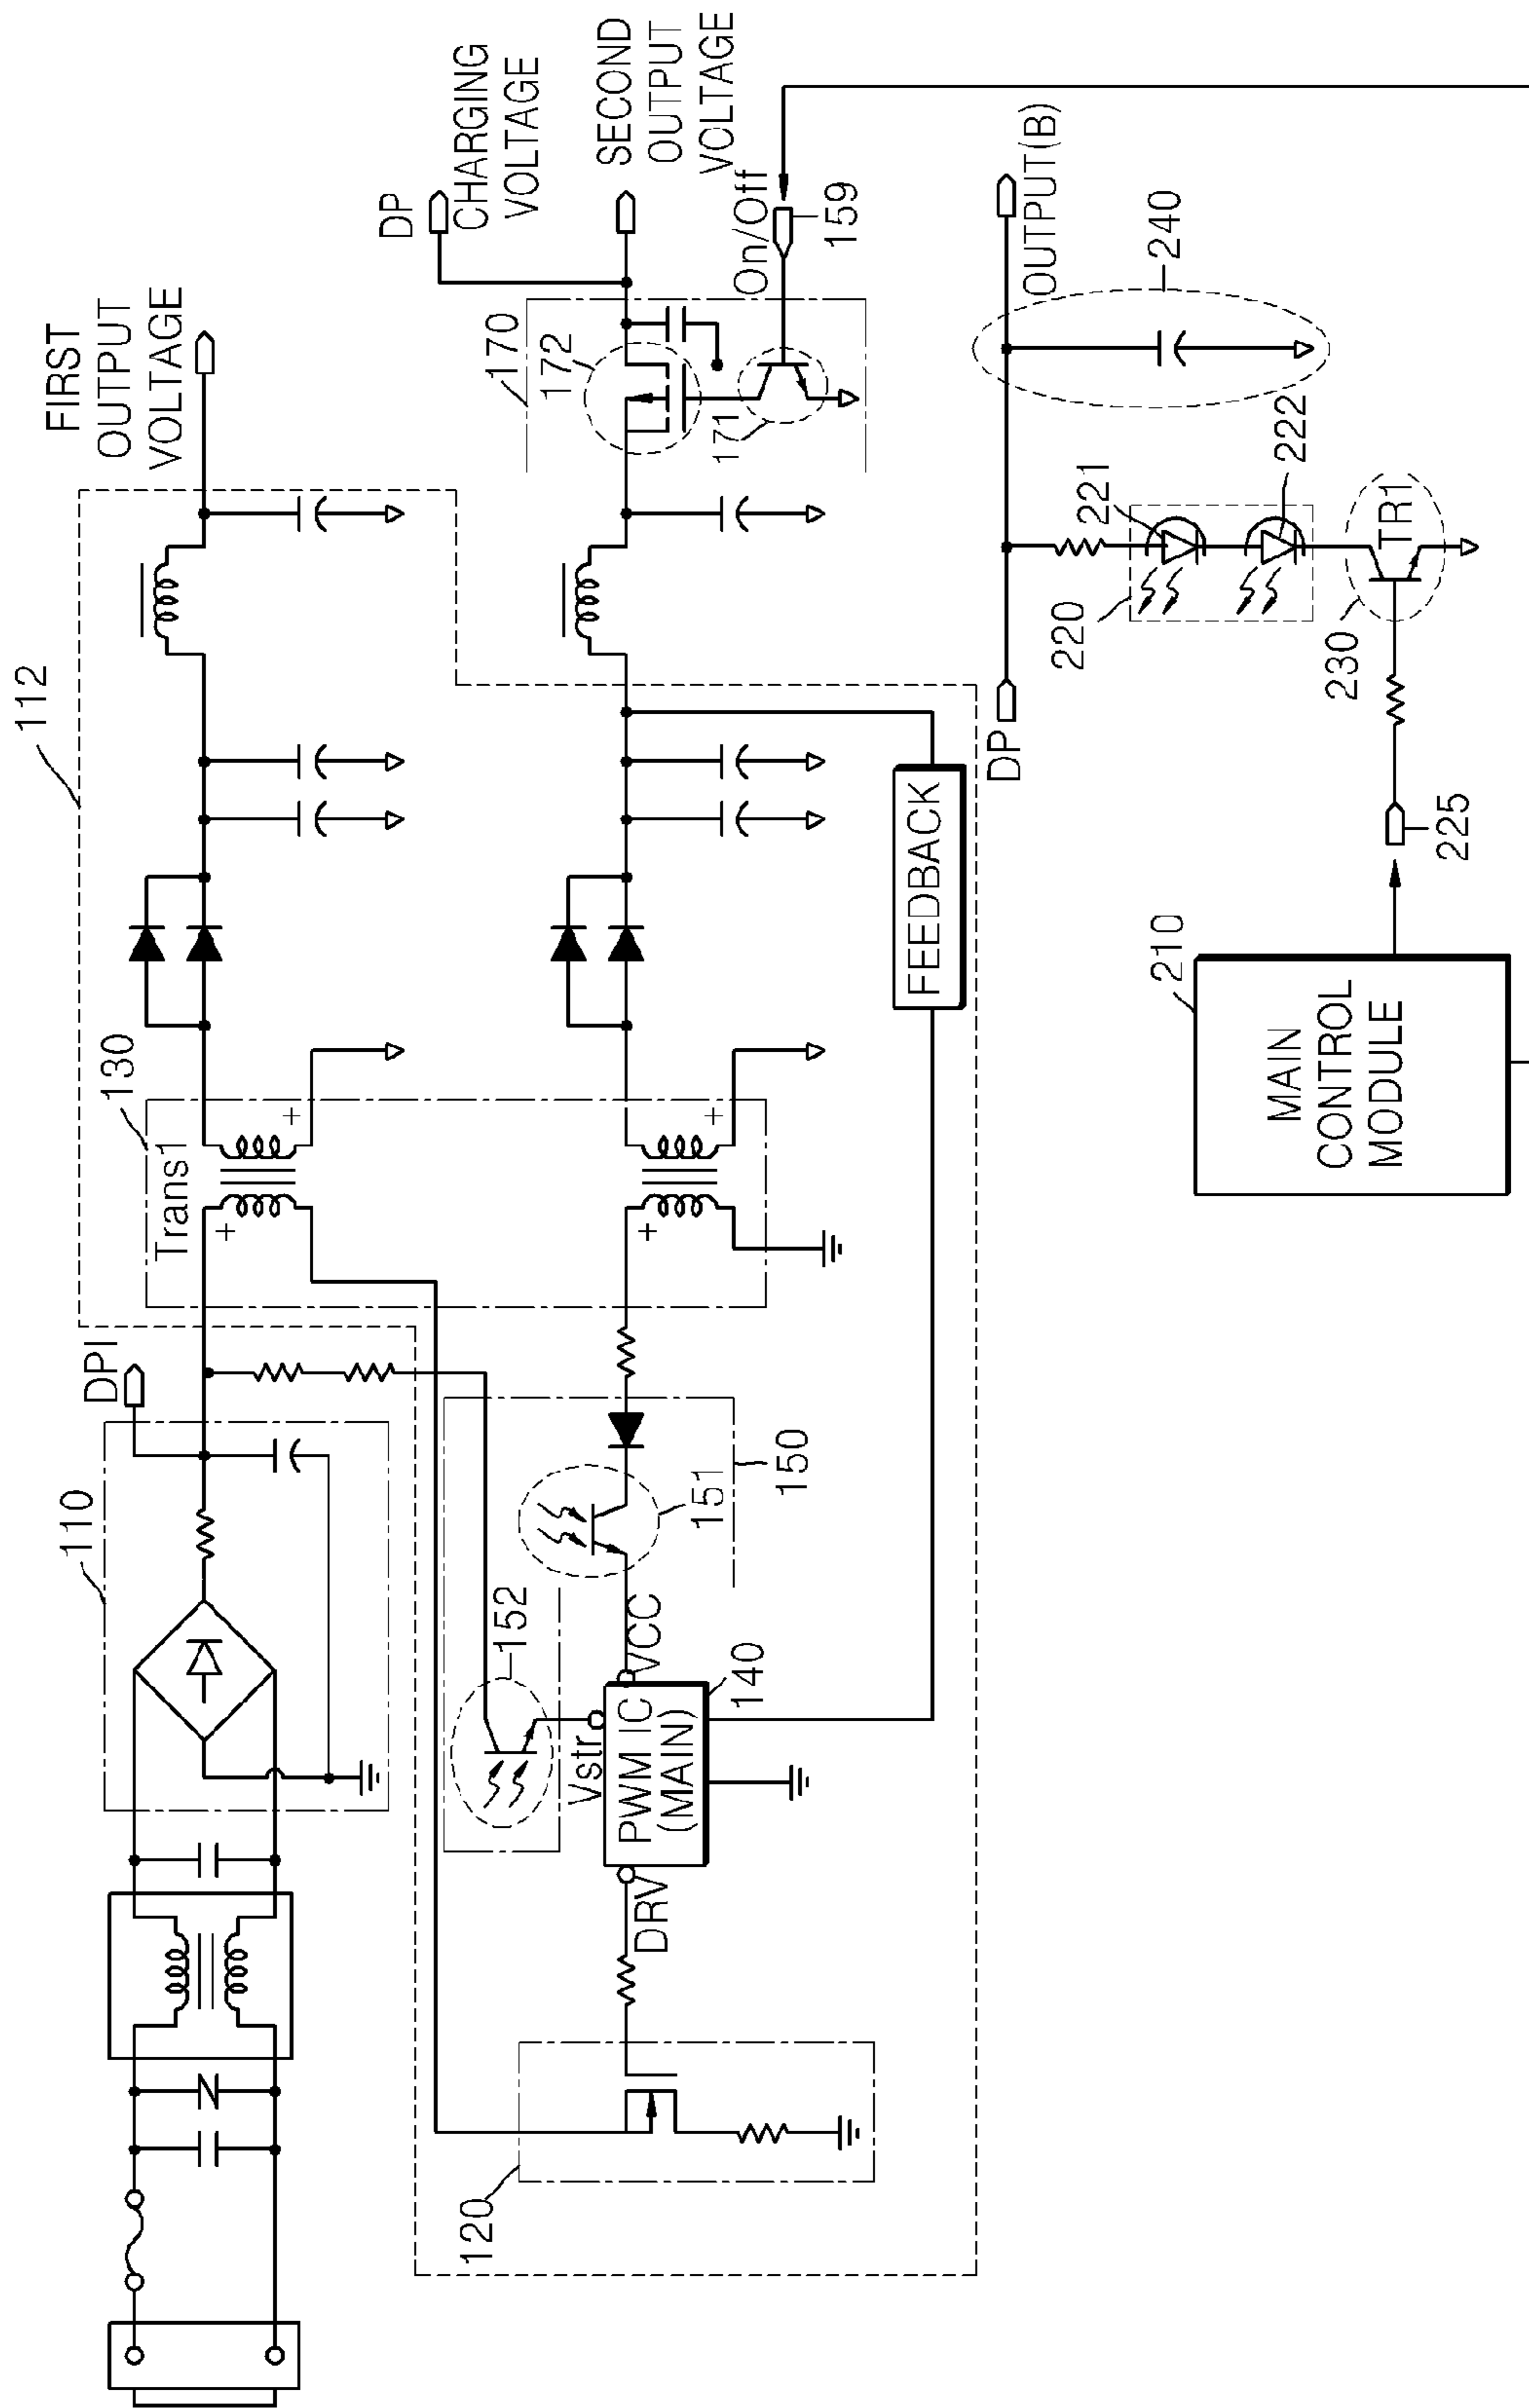 112
FIRST
OUTPUT
VOLTAGE
DP
CHARGING
VOLTAGE
SECOND
OUTPUT
VOLTAGE
110
DPI
130
Trans1
+
+
+
+
170
172
171
On/Off
159
152
151
150
Vstr
VCC
PWM IC
(MAIN)
140
DRV
120
FEEDBACK
DP
OUTPUT(B)
240
220
221
222
TR1
230
225
210
MAIN
CONTROL
MODULE